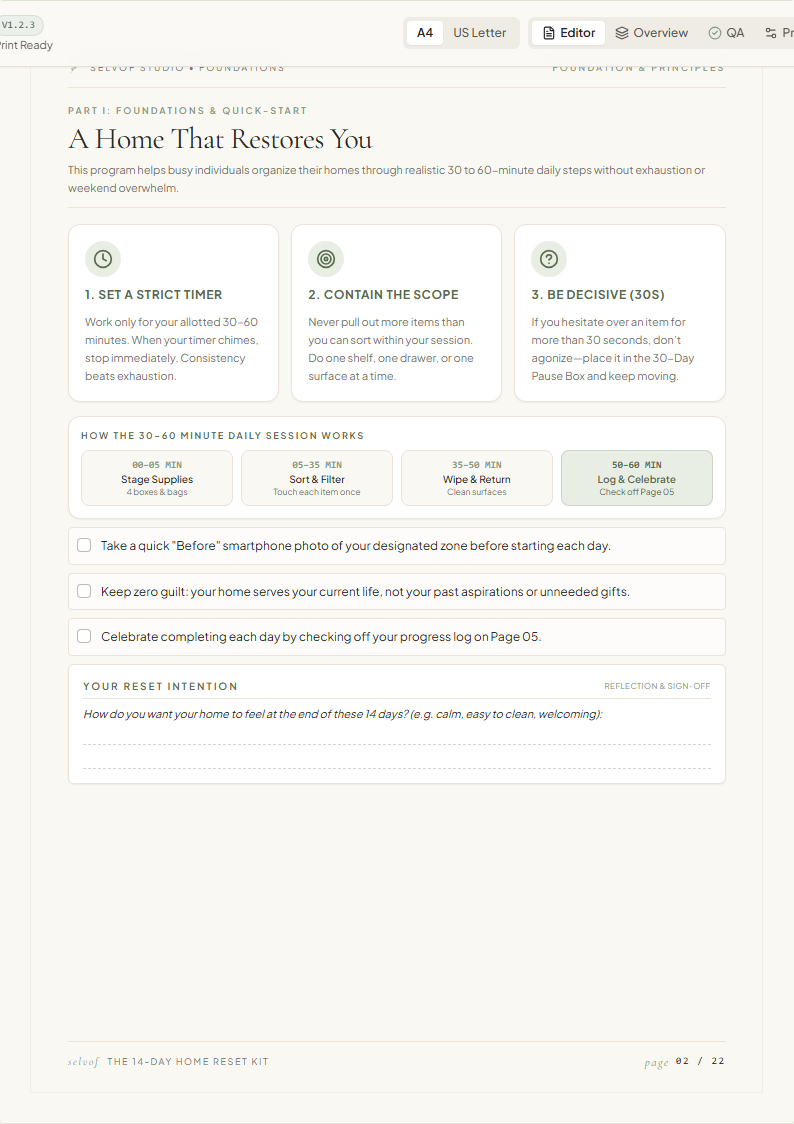 V1.2.3
Print Ready
A4
US Letter
Editor
Overview
QA
SELVOF STUDIO • FOUNDATIONS
FOUNDATION & PRINCIPLES
PART I: FOUNDATIONS & QUICK-START
A Home That Restores You
This program helps busy individuals organize their homes through realistic 30 to 60-minute daily steps without exhaustion or
weekend overwhelm.
1. SET A STRICT TIMER
Work only for your allotted 30-60
minutes. When your timer chimes,
stop immediately. Consistency
beats exhaustion.
2. CONTAIN THE SCOPE
Never pull out more items than
you can sort within your session.
Do one shelf, one drawer, or one
surface at a time.
3. BE DECISIVE (30S)
If you hesitate over an item for
more than 30 seconds, don't
agonize—place it in the 30-Day
Pause Box and keep moving.
HOW THE 30-60 MINUTE DAILY SESSION WORKS
00-05 MIN
Stage Supplies
4 boxes & bags
05-35 MIN
Sort & Filter
Touch each item once
35-50 MIN
Wipe & Return
Clean surfaces
50-60 MIN
Log & Celebrate
Check off Page 05
Take a quick "Before" smartphone photo of your designated zone before starting each day.
Keep zero guilt: your home serves your current life, not your past aspirations or unneeded gifts.
Celebrate completing each day by checking off your progress log on Page 05.
YOUR RESET INTENTION
REFLECTION & SIGN-OFF
How do you want your home to feel at the end of these 14 days? (e.g. calm, easy to clean, welcoming):
selvof THE 14-DAY HOME RESET KIT
page 02 / 22